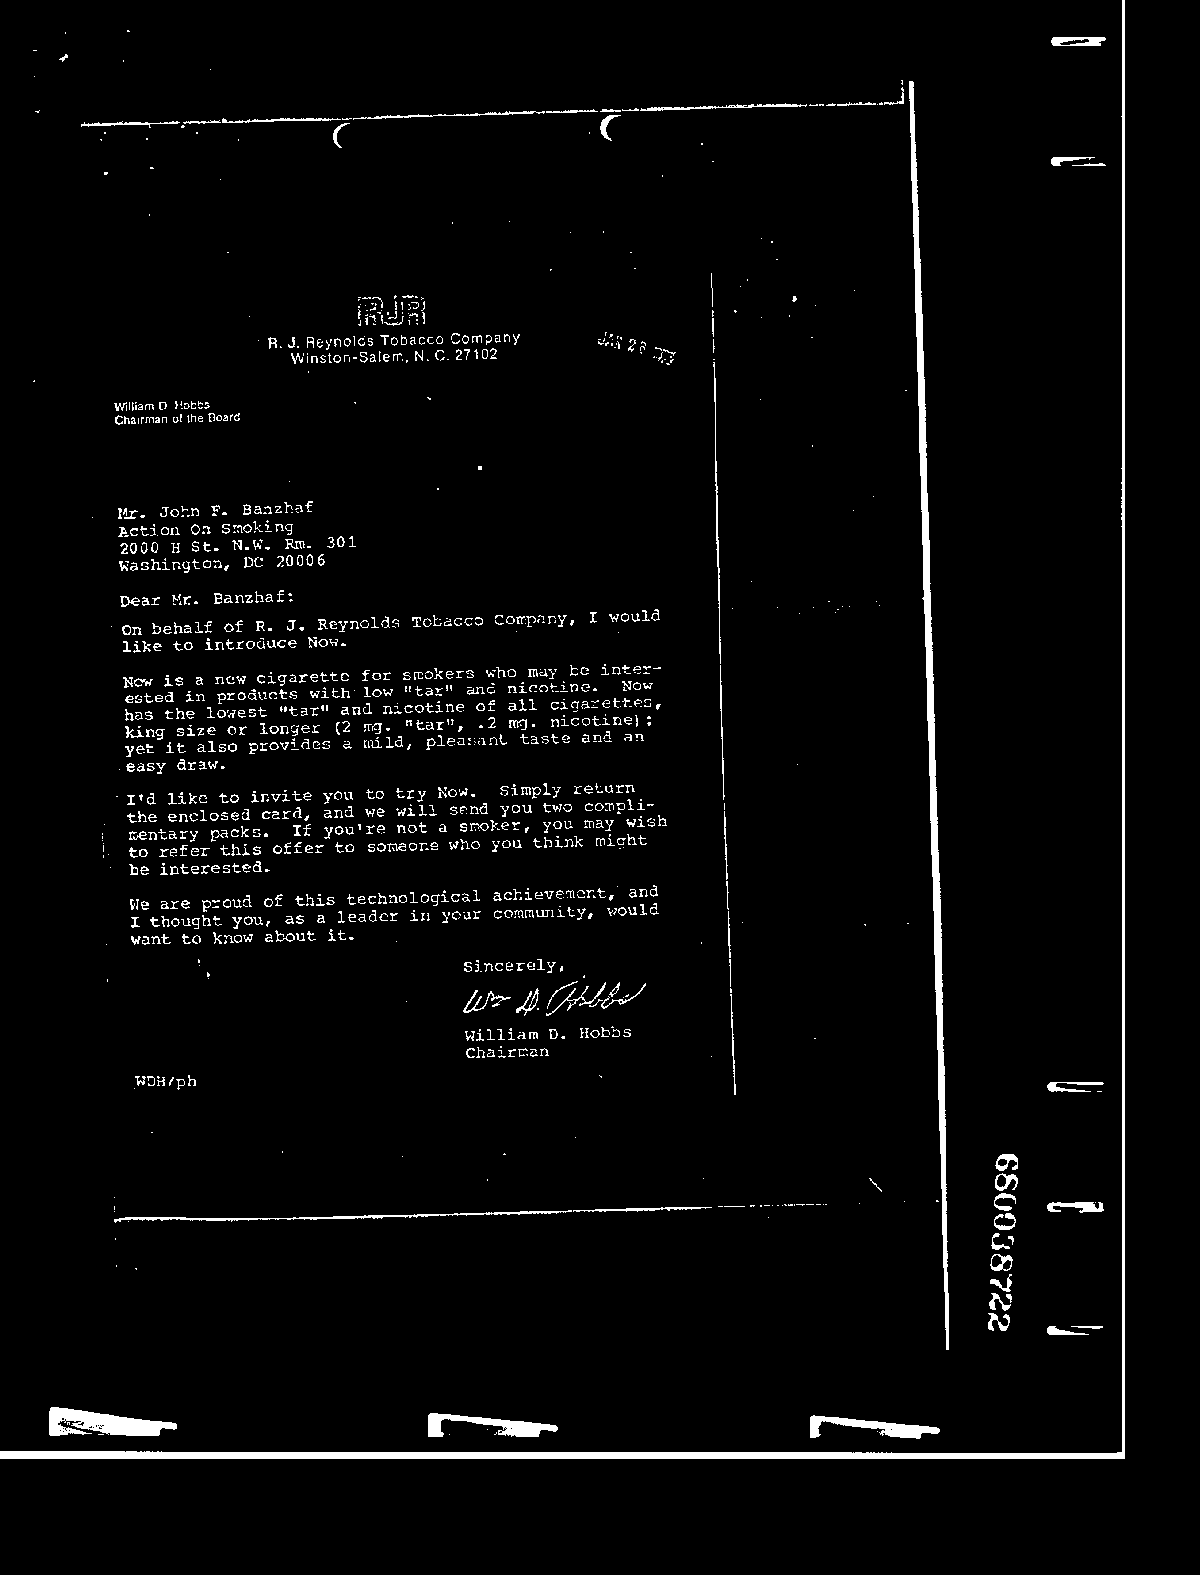 RJR
R. J. Reynolds Tobacco Company
Winston-Salem, N. C. 27102
JAN 28
William D. Hobbs
Chairman of the Board
Mr. John F. Banzhaf
Action On Smoking
2000 H St. N.W. Rm. 301
Washington, DC 20006
Dear Mr. Banzhaf:
On behalf of R. J. Reynolds Tobacco Company, I would
like to introduce Now.
Now is a new cigarette for smokers who may be inter-
ested in products with low "tar" and nicotine. Now
has the lowest "tar" and nicotine of all cigarettes,
king size or longer (2 mg. "tar", .2 mg. nicotine);
yet it also provides a mild, pleasant taste and an
easy draw.
I'd like to invite you to try Now. Simply return
the enclosed card, and we will send you two compli-
mentary packs. If you're not a smoker, you may wish
to refer this offer to someone who you think might
be interested.
We are proud of this technological achievement, and
I thought you, as a leader in your community, would
want to know about it.
Sincerely,
Wm D. Hobbs
William D. Hobbs
Chairman
WDH/ph
680038722